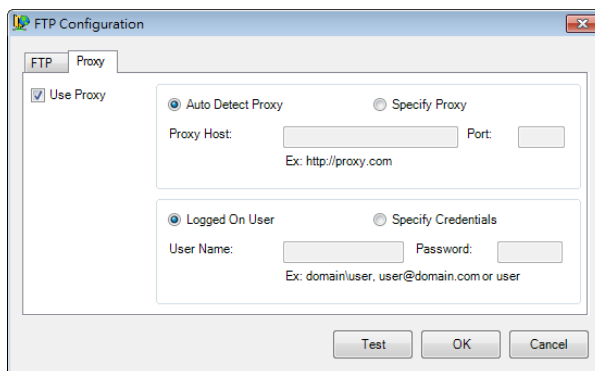 FTP Configuration
FTP Proxy
Use Proxy
Auto Detect Proxy Specify Proxy
Proxy Host: Port:
Ex: http://proxy.com
Logged On User Specify Credentials
User Name: Password:
Ex: domain\user, user@domain.com or user
Test OK Cancel